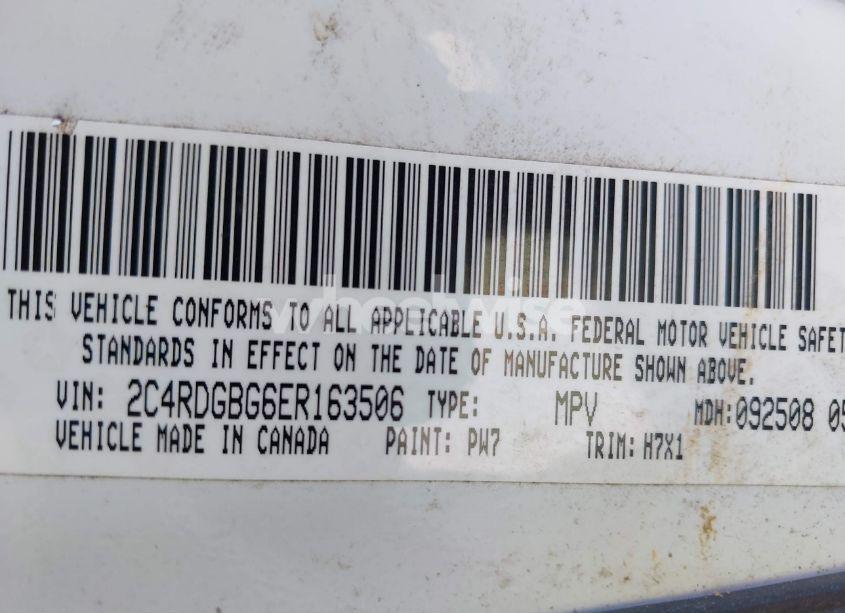 THIS VEHICLE CONFORMS TO ALL APPLICABLE U.S.A. FEDERAL MOTOR VEHICLE SAFET
STANDARDS IN EFFECT ON THE DATE OF MANUFACTURE SHOWN ABOVE.
VIN: 2C4RDGBG6ER163506 TYPE: MPV MDH:092508 05
VEHICLE MADE IN CANADA PAINT: PW7 TRIM: H7X1